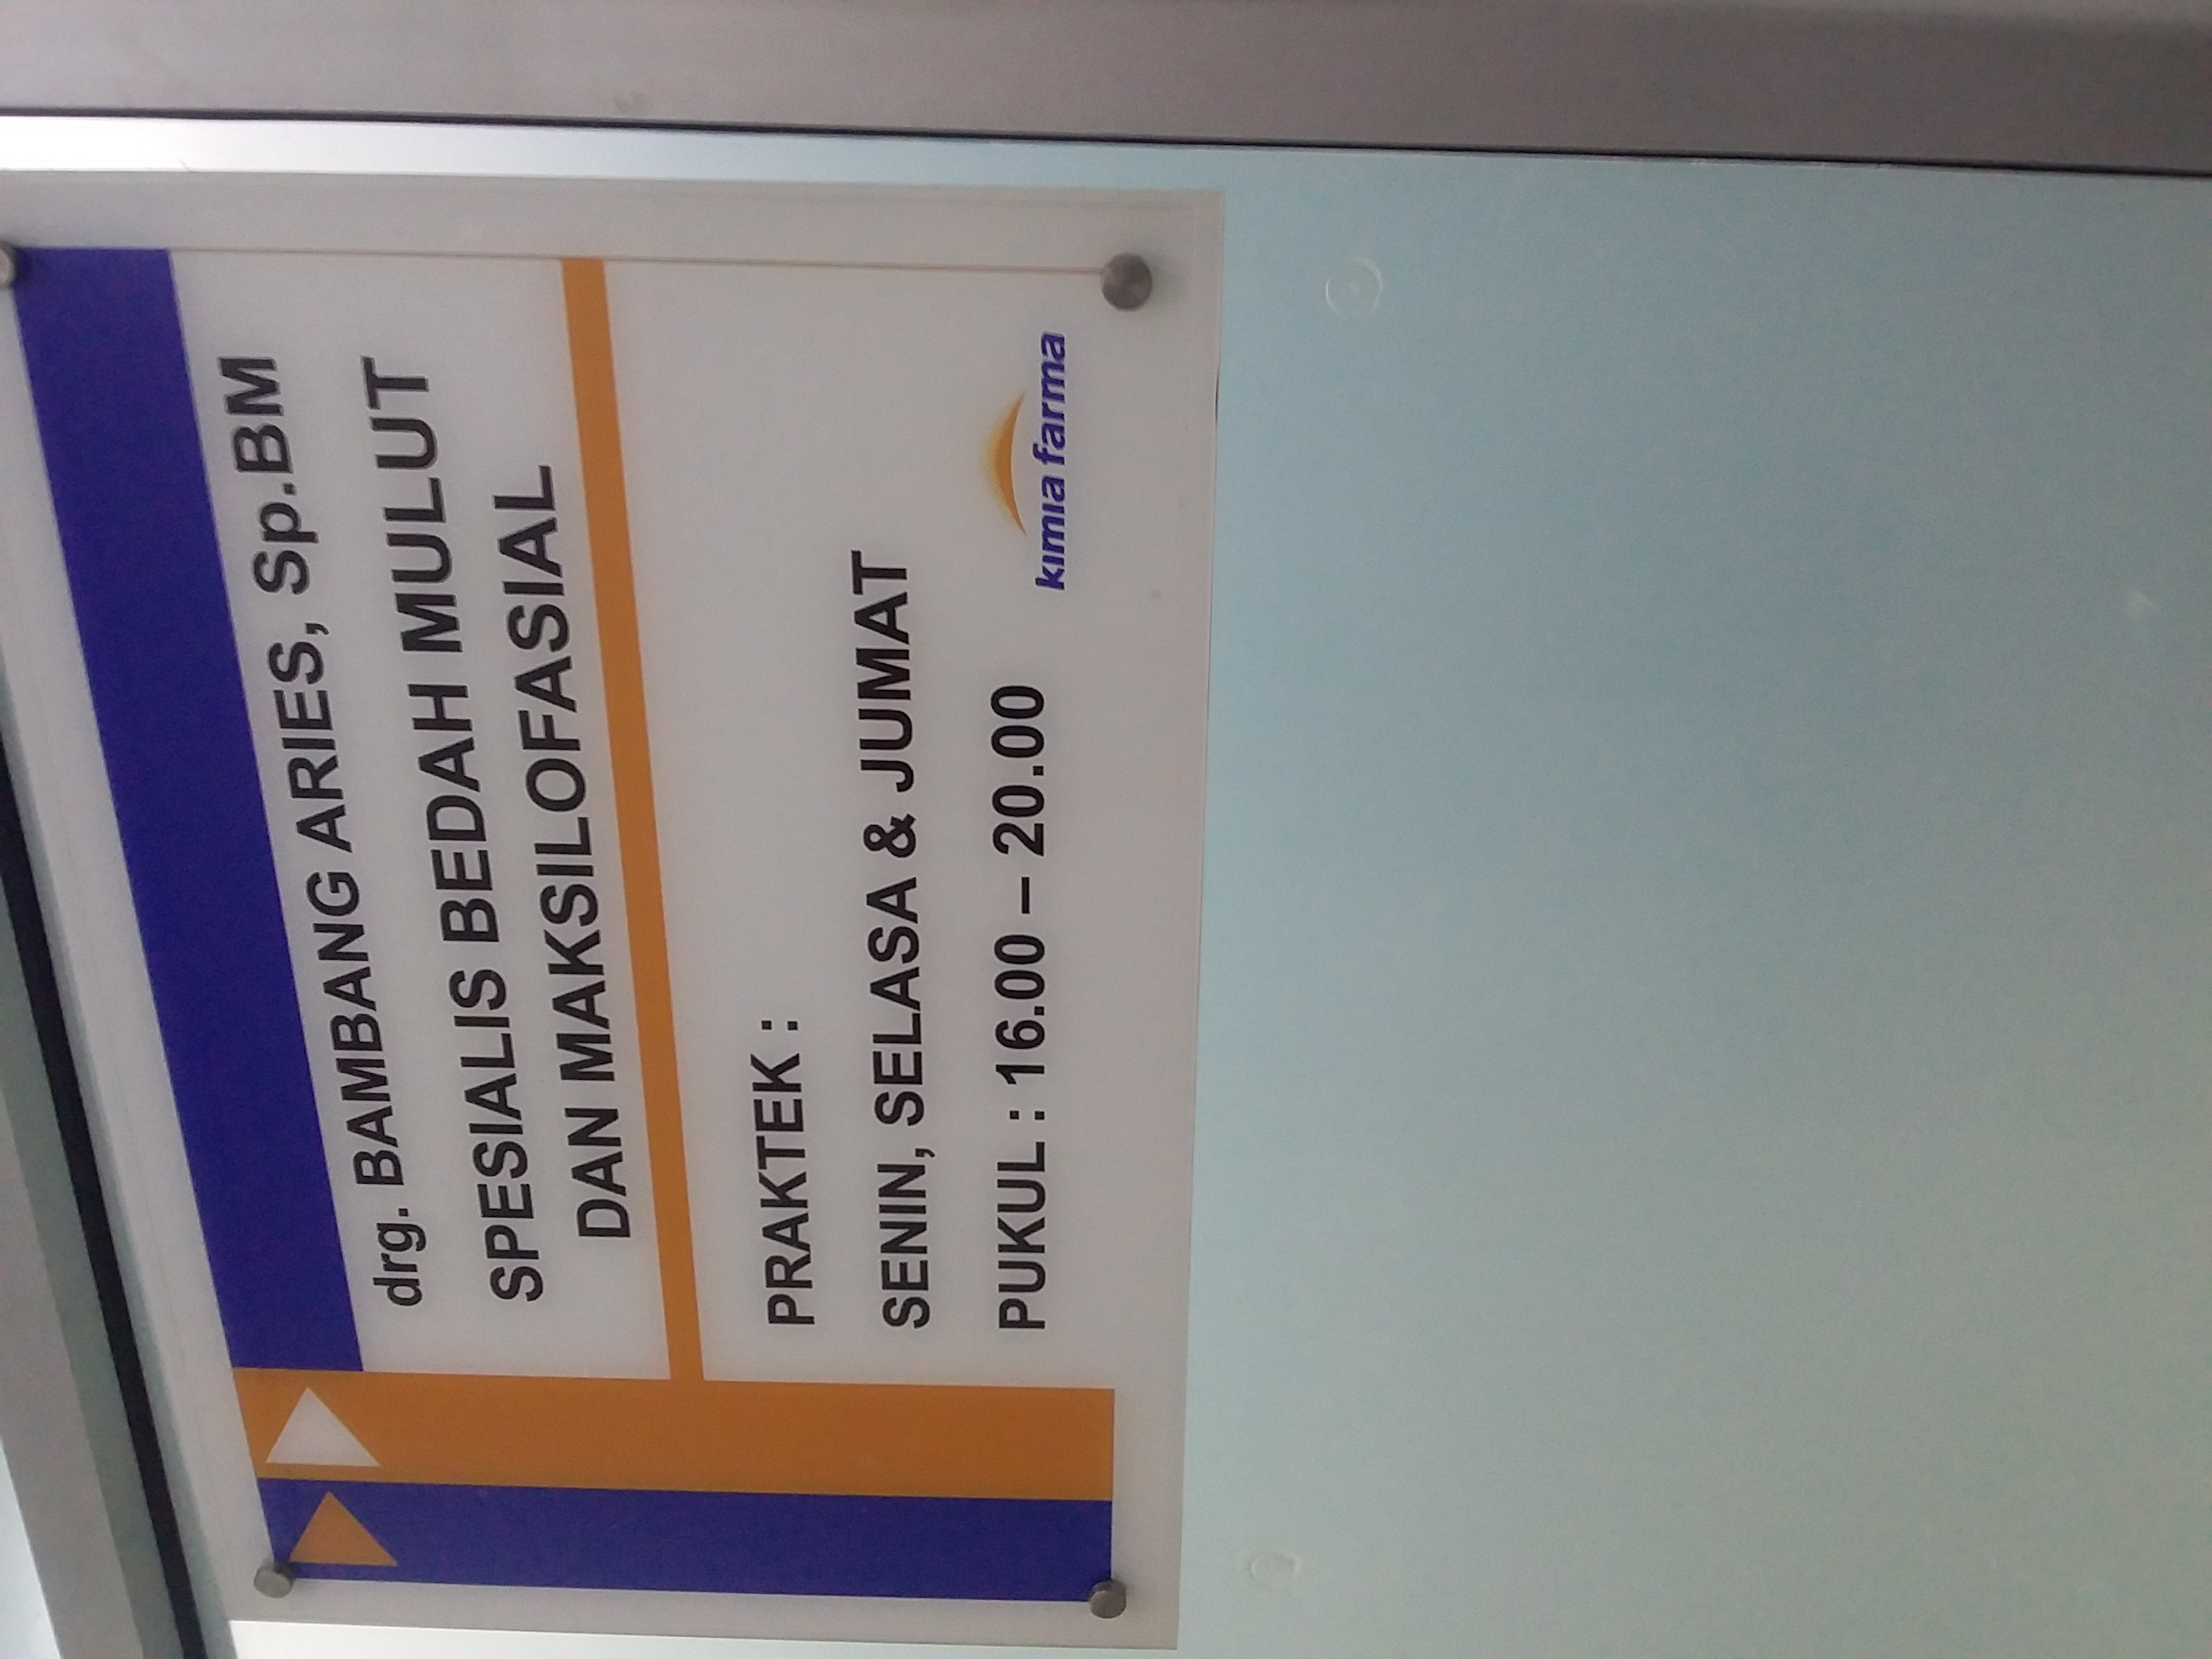 drg. BAMBANG ARIES, Sp.BM
SPESIALIS BEDAH MULUT
DAN MAKSILOFASIAL
PRAKTEK :
SENIN, SELASA & JUMAT
PUKUL : 16.00 – 20.00
kimia farma